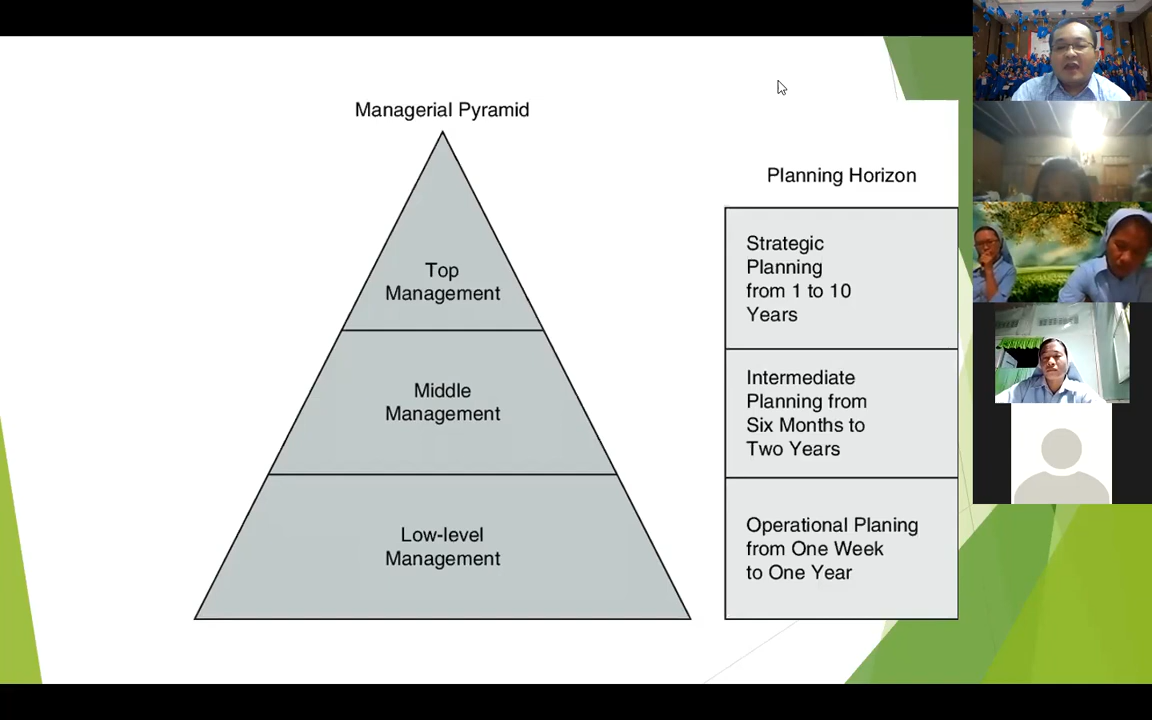 Managerial Pyramid
Top
Management
Middle
Management
Low-level
Management
Planning Horizon
Strategic
Planning
from 1 to 10
Years
Intermediate
Planning from
Six Months to
Two Years
Operational Planing
from One Week
to One Year